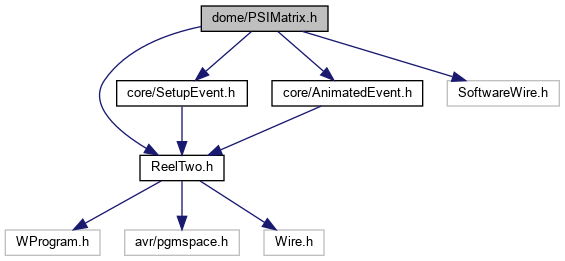 dome/PSIMatrix.h
core/SetupEvent.h
core/AnimatedEvent.h
SoftwareWire.h
ReelTwo.h
WProgram.h
avr/pgmspace.h
Wire.h